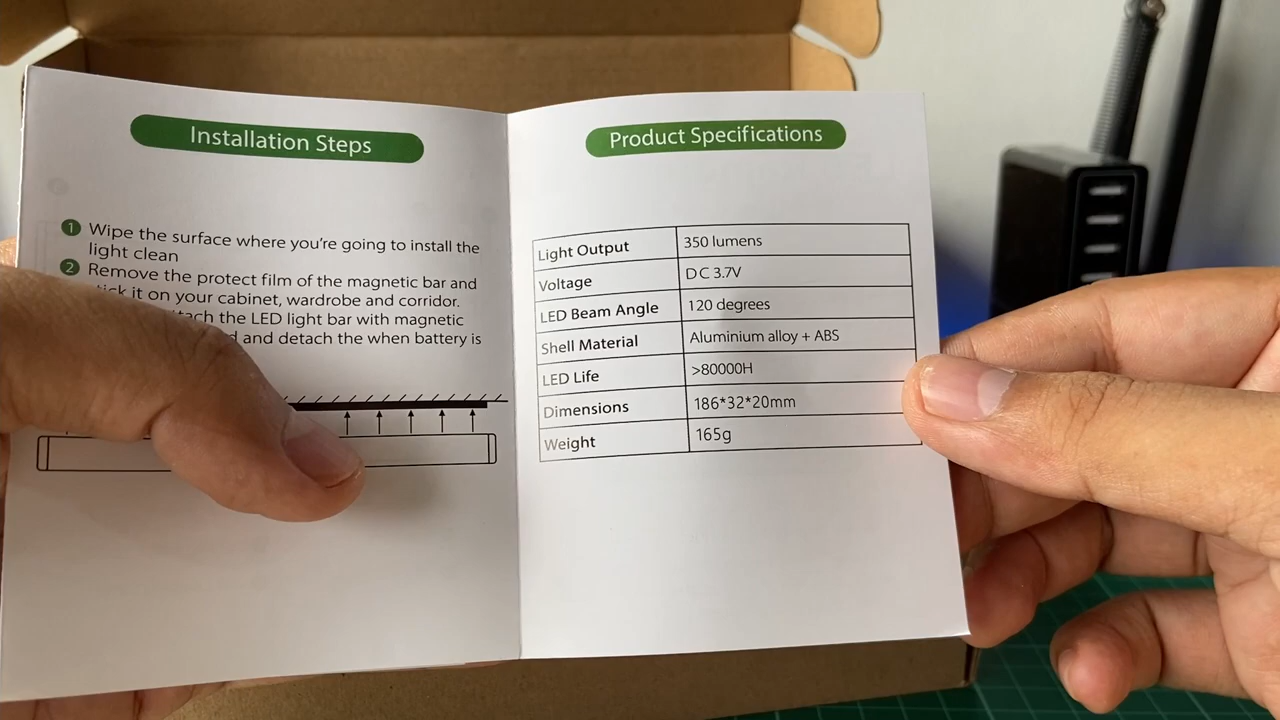 Installation Steps
1 Wipe the surface where you're going to install the
light clean
2 Remove the protect film of the magnetic bar and
it on your cabinet, wardrobe and corridor.
the LED light bar with magnetic
and detach the when battery is
Product Specifications
Light Output 350 lumens
Voltage DC 3.7V
LED Beam Angle 120 degrees
Shell Material Aluminium alloy + ABS
LED Life >80000H
Dimensions 186*32*20mm
Weight 165g